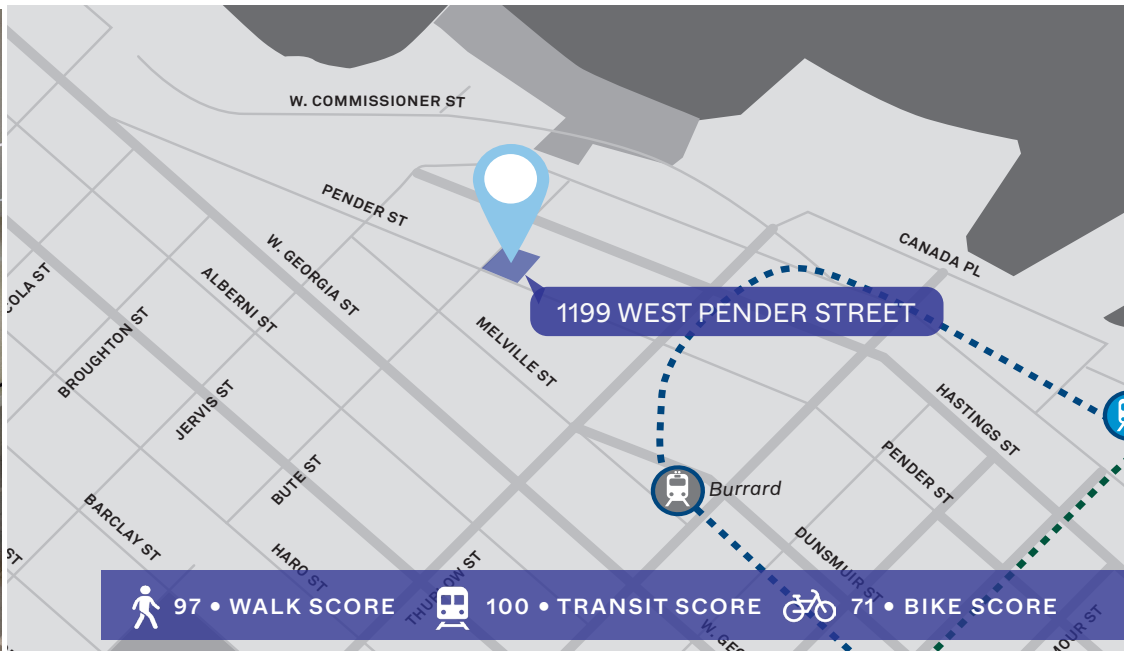 W. COMMISSIONER ST
PENDER ST
CANADA PL
W. GEORGIA ST
ALBERNI ST
1199 WEST PENDER STREET
BROUGHTON ST
MELVILLE ST
JERVIS ST
HASTINGS ST
PENDER ST
BUTE ST
Burrard
BARCLAY ST
DUNSMUIR ST
HARO ST
ST
97 • WALK SCORE
100 • TRANSIT SCORE
71 • BIKE SCORE